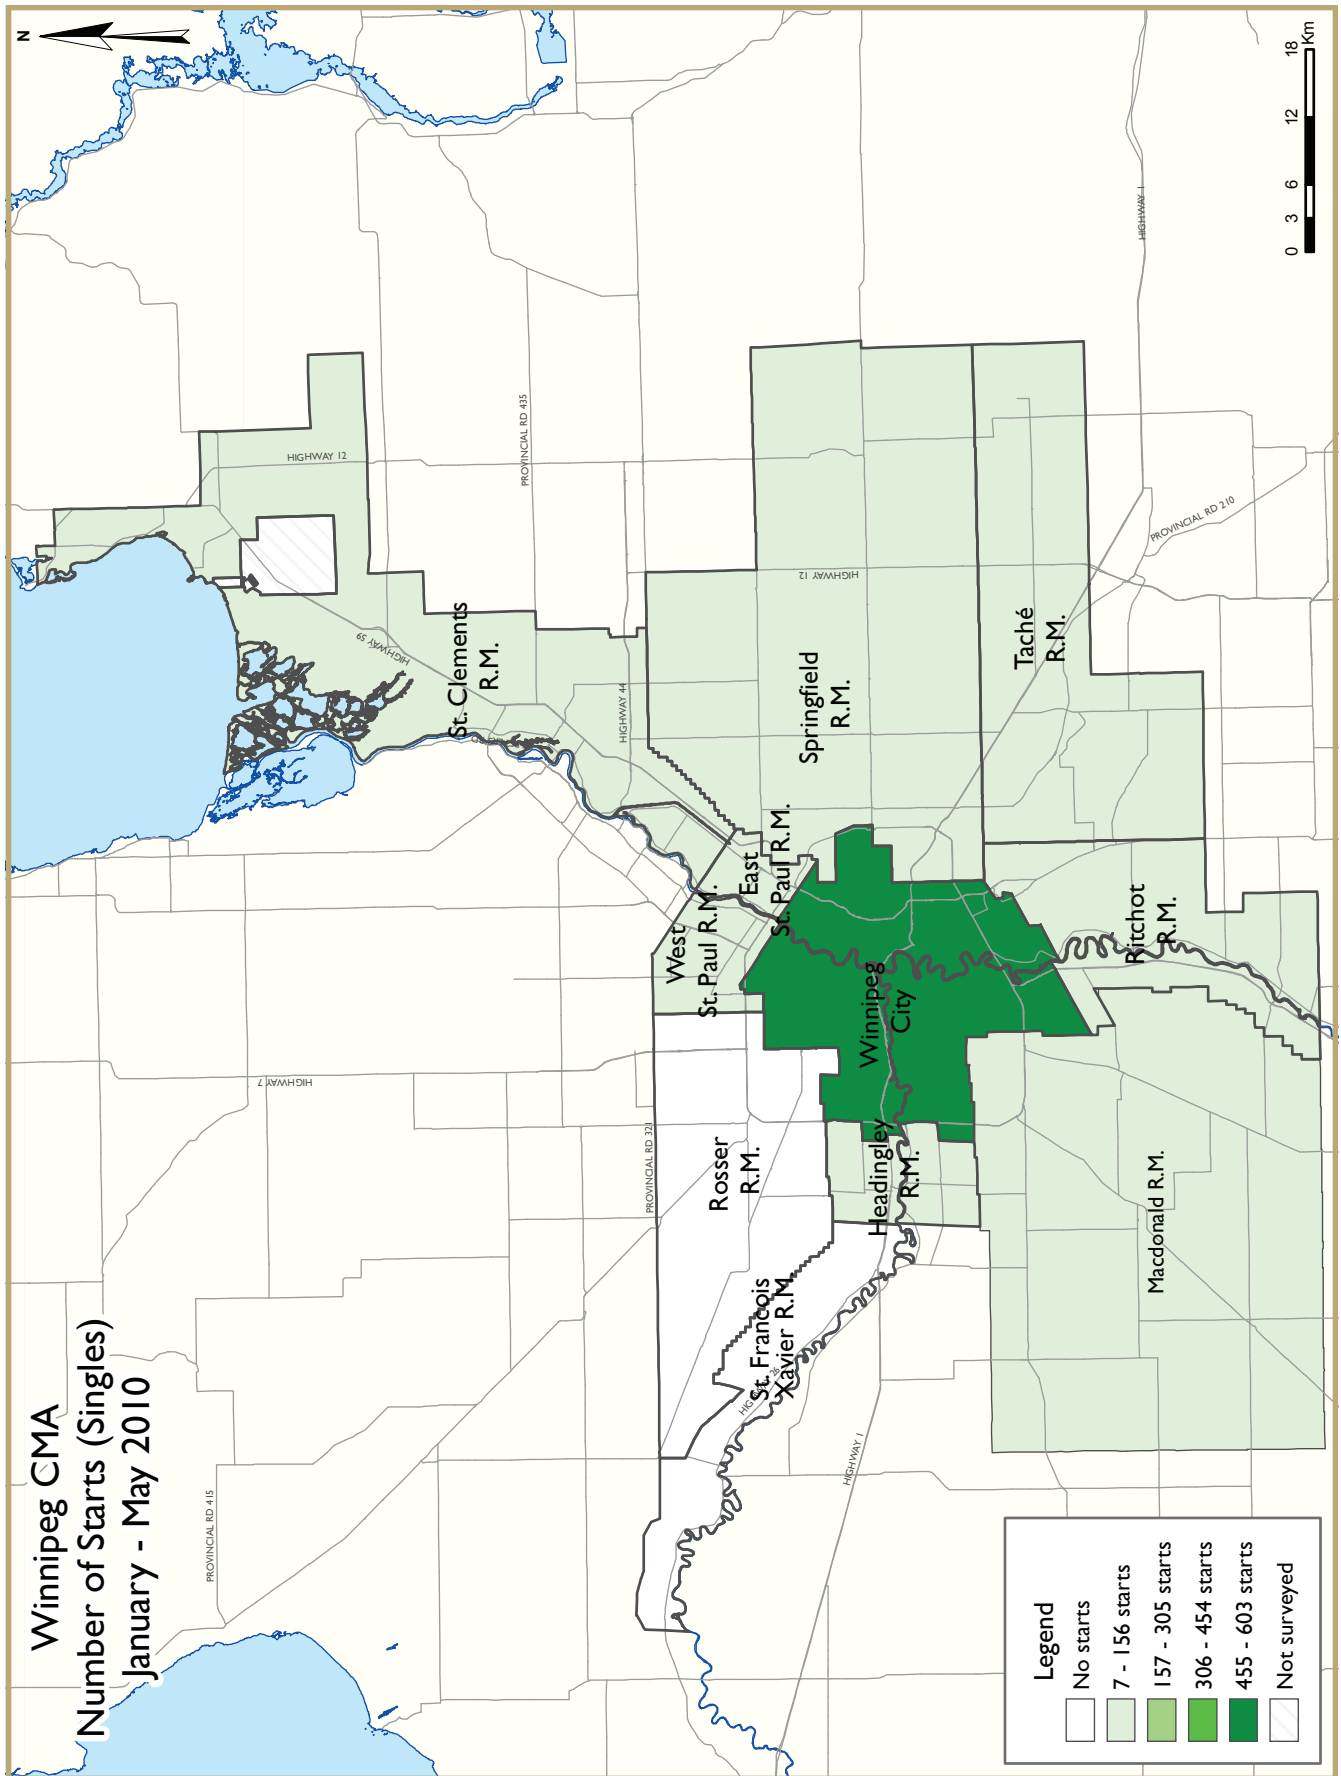 Winnipeg CMA
Number of Starts (Singles)
January - May 2010
N
PROVINCIAL RD 415
HIGHWAY 7
HIGHWAY 12
HIGHWAY 59
PROVINCIAL RD 435
St. Clements
R.M.
HIGHWAY 44
PROVINCIAL RD 321
West
St. Paul R.M.
East
St. Paul R.M.
Rosser
R.M.
St. Francois
Xavier R.M.
HIGHWAY 26
Springfield
R.M.
HIGHWAY 12
Winnipeg
City
Headingley
R.M.
HIGHWAY 1
Taché
R.M.
HIGHWAY 1
PROVINCIAL RD 210
Ritchot
R.M.
Macdonald R.M.
Legend
No starts
7 - 156 starts
157 - 305 starts
306 - 454 starts
455 - 603 starts
Not surveyed
0 3 6 12 18
Km